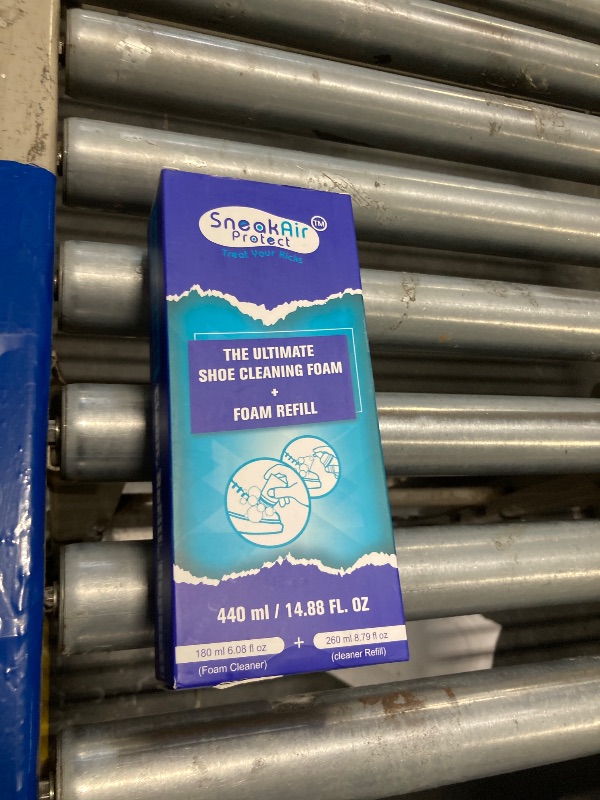 SneakAir TM
Protect
Treat Your Kicks
THE ULTIMATE
SHOE CLEANING FOAM
+
FOAM REFILL
440 ml / 14.88 FL. OZ
180 ml 6.08 fl oz + 260 ml 8.79 fl oz
(Foam Cleaner) (cleaner Refill)